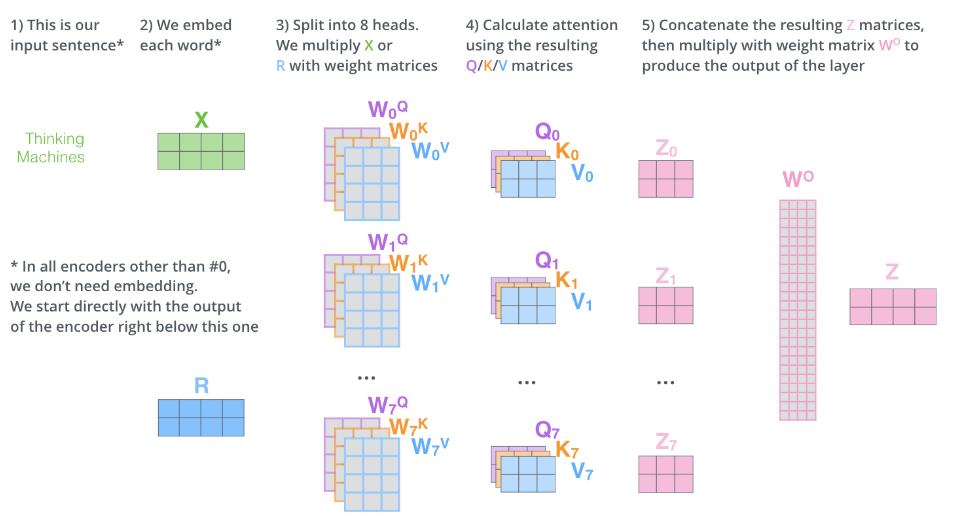 1) This is our
input sentence*
2) We embed
each word*
3) Split into 8 heads.
We multiply X or
R with weight matrices
4) Calculate attention
using the resulting
Q/K/V matrices
5) Concatenate the resulting Z matrices,
then multiply with weight matrix Wᴼ to
produce the output of the layer
Thinking
Machines
X
W₀Q
W₀K
W₀V
Q₀
K₀
V₀
Z₀
Wᴼ
* In all encoders other than #0,
we don’t need embedding.
We start directly with the output
of the encoder right below this one
W₁Q
W₁K
W₁V
Q₁
K₁
V₁
Z₁
Z
...
...
...
R
W₇Q
W₇K
W₇V
Q₇
K₇
V₇
Z₇